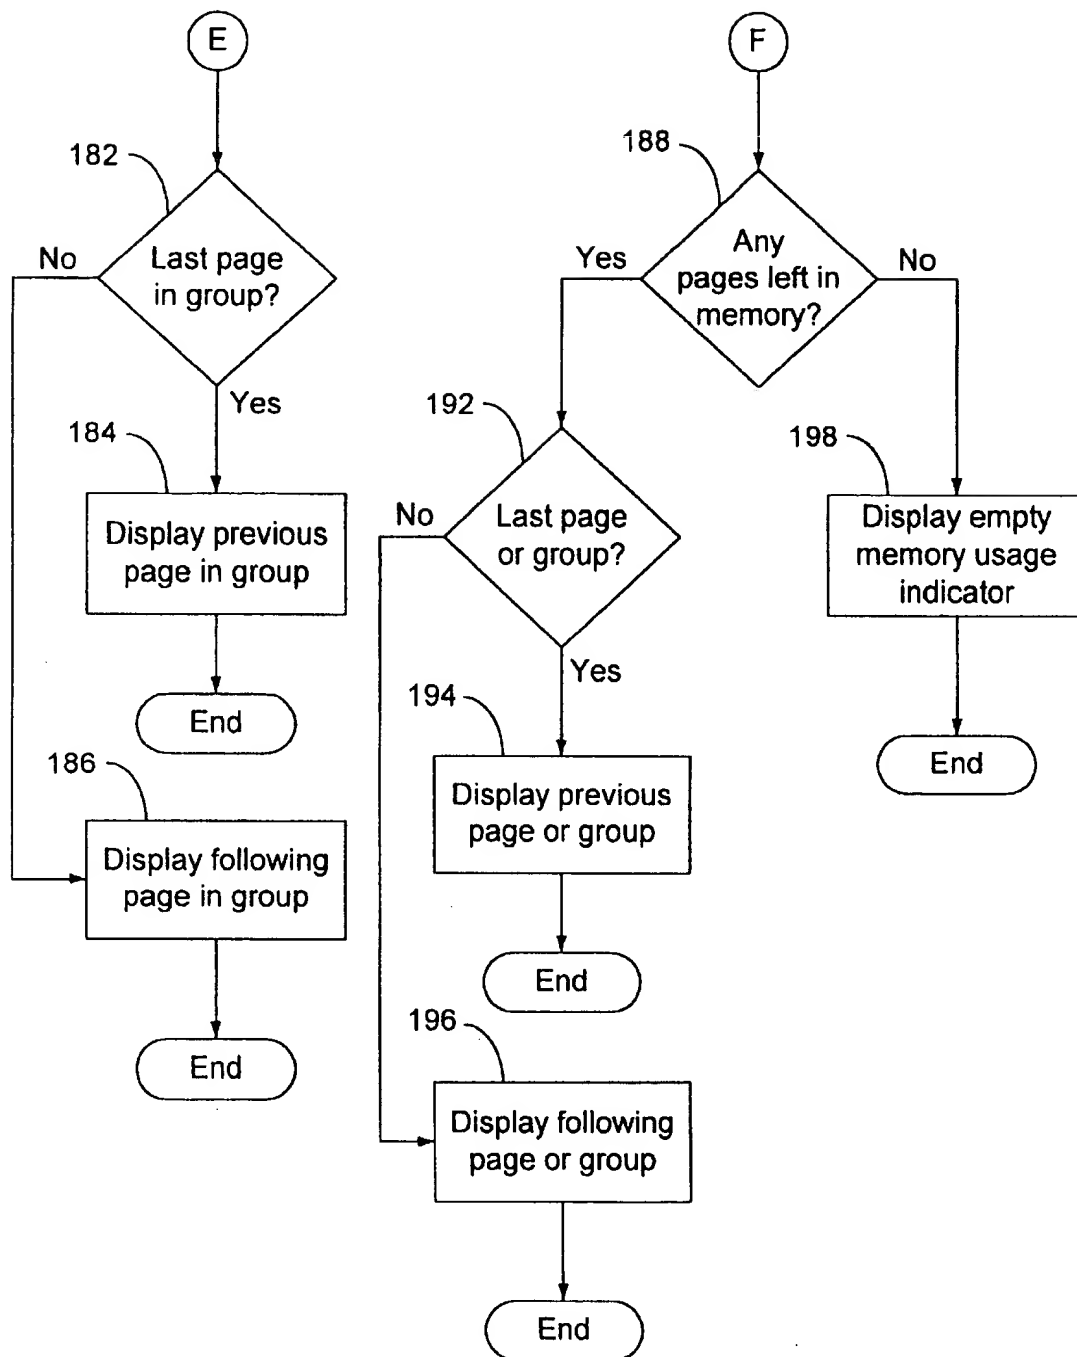 E
182
No
Last page
in group?
Yes
184
Display previous
page in group
End
186
Display following
page in group
End
F
188
Yes
Any
pages left in
memory?
No
192
No
Last page
or group?
Yes
194
Display previous
page or group
End
196
Display following
page or group
End
198
Display empty
memory usage
indicator
End